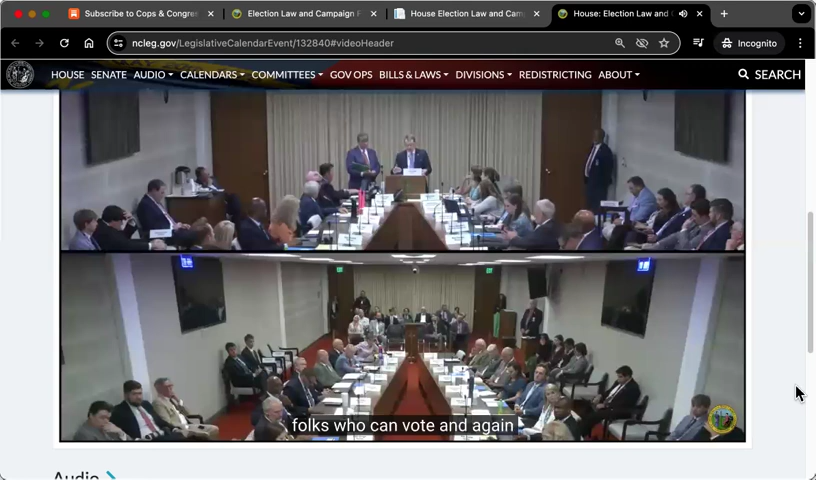 Subscribe to Cops & Congre
Election Law and Campaign F
House Election Law and Cam
House: Election Law and
ncleg.gov/LegislativeCalendarEvent/132840#videoHeader
Incognito
HOUSE SENATE AUDIO CALENDARS COMMITTEES GOV OPS BILLS & LAWS DIVISIONS REDISTRICTING ABOUT SEARCH
folks who can vote and again
Audio